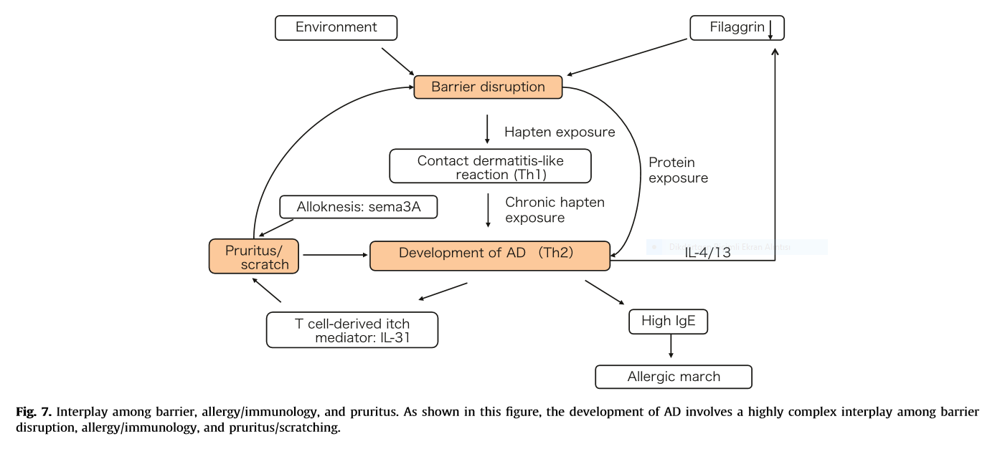 Environment
Filaggrin↓
Barrier disruption
Hapten exposure
Contact dermatitis-like
reaction (Th1)
Protein
exposure
Alloknesis: sema3A
Chronic hapten
exposure
Pruritus/
scratch
Development of AD (Th2)
IL-4/13
T cell-derived itch
mediator: IL-31
High IgE
Allergic march
Fig. 7. Interplay among barrier, allergy/immunology, and pruritus. As shown in this figure, the development of AD involves a highly complex interplay among barrier
disruption, allergy/immunology, and pruritus/scratching.